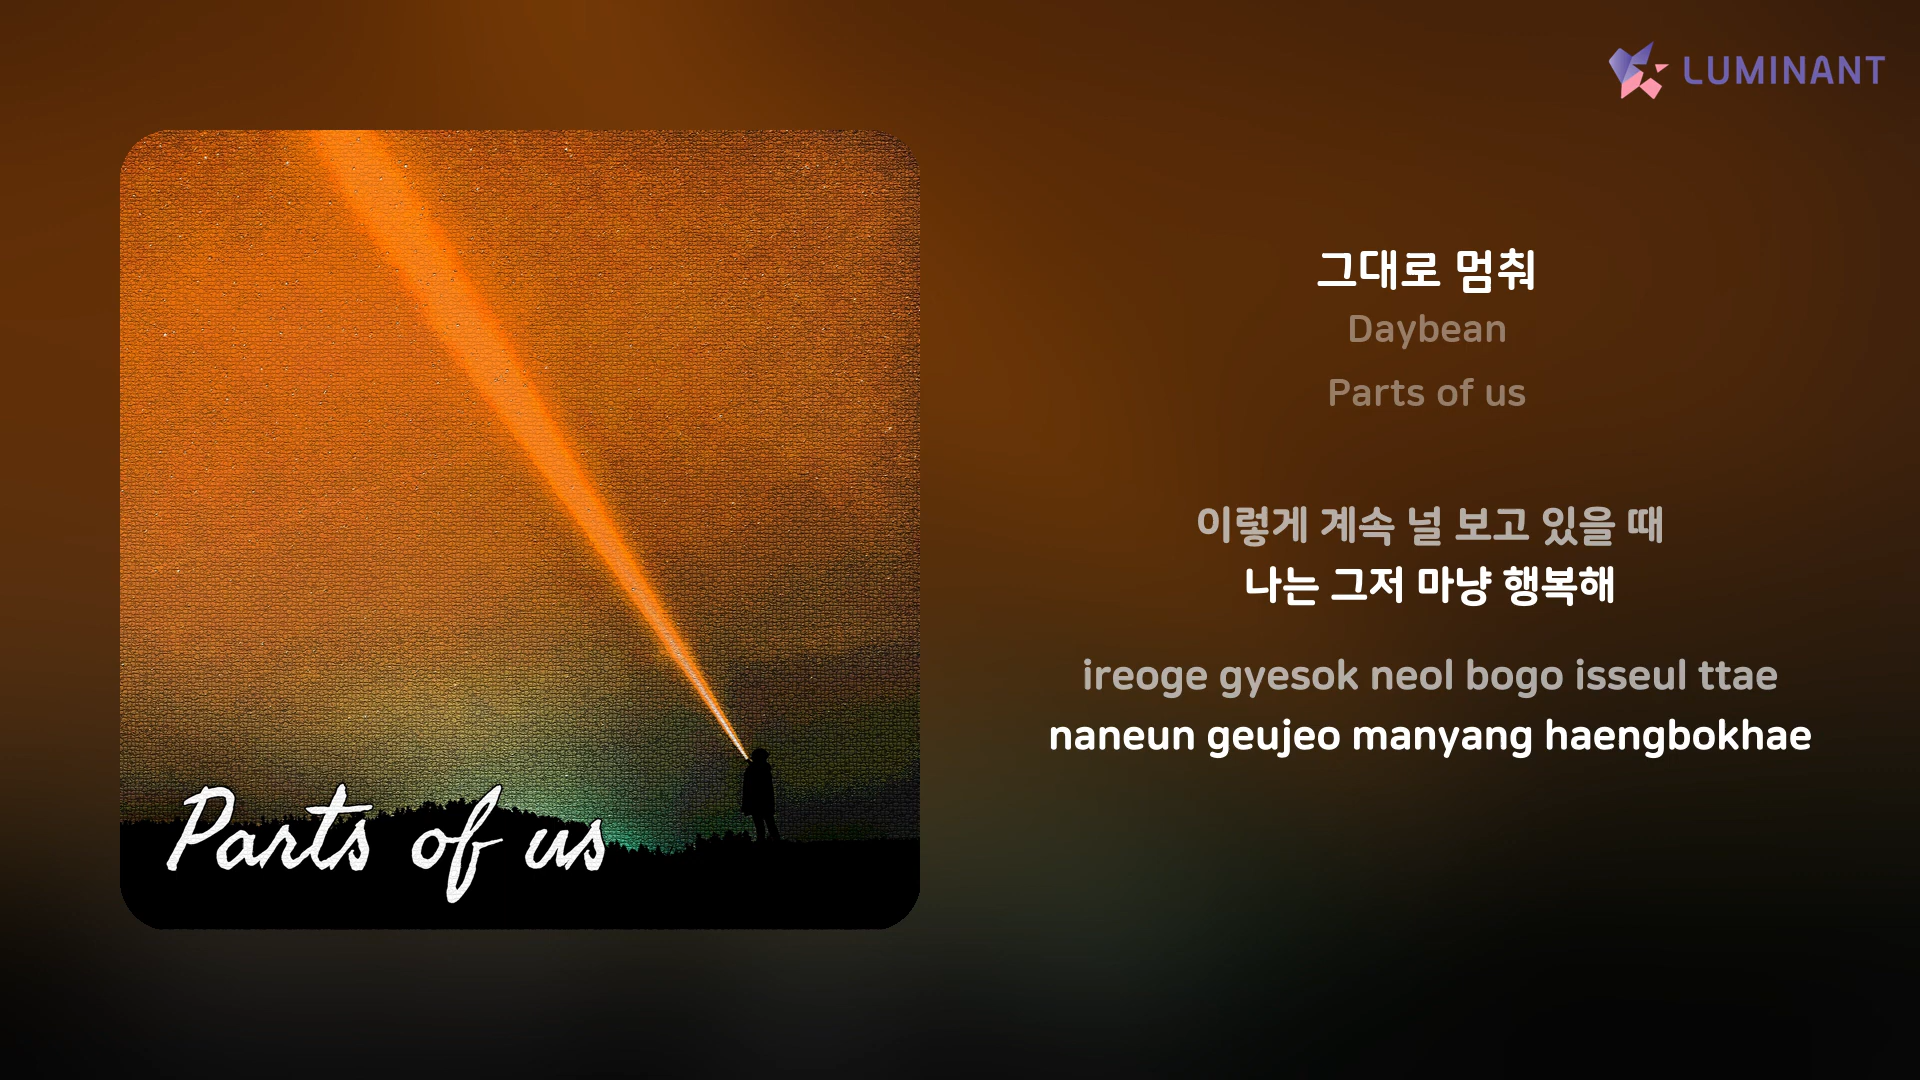 LUMINANT
그대로 멈춰
Daybean
Parts of us
이렇게 계속 널 보고 있을 때
나는 그저 마냥 행복해
ireoge gyesok neol bogo isseul ttae
naneun geujeo manyang haengbokhae
Parts of us